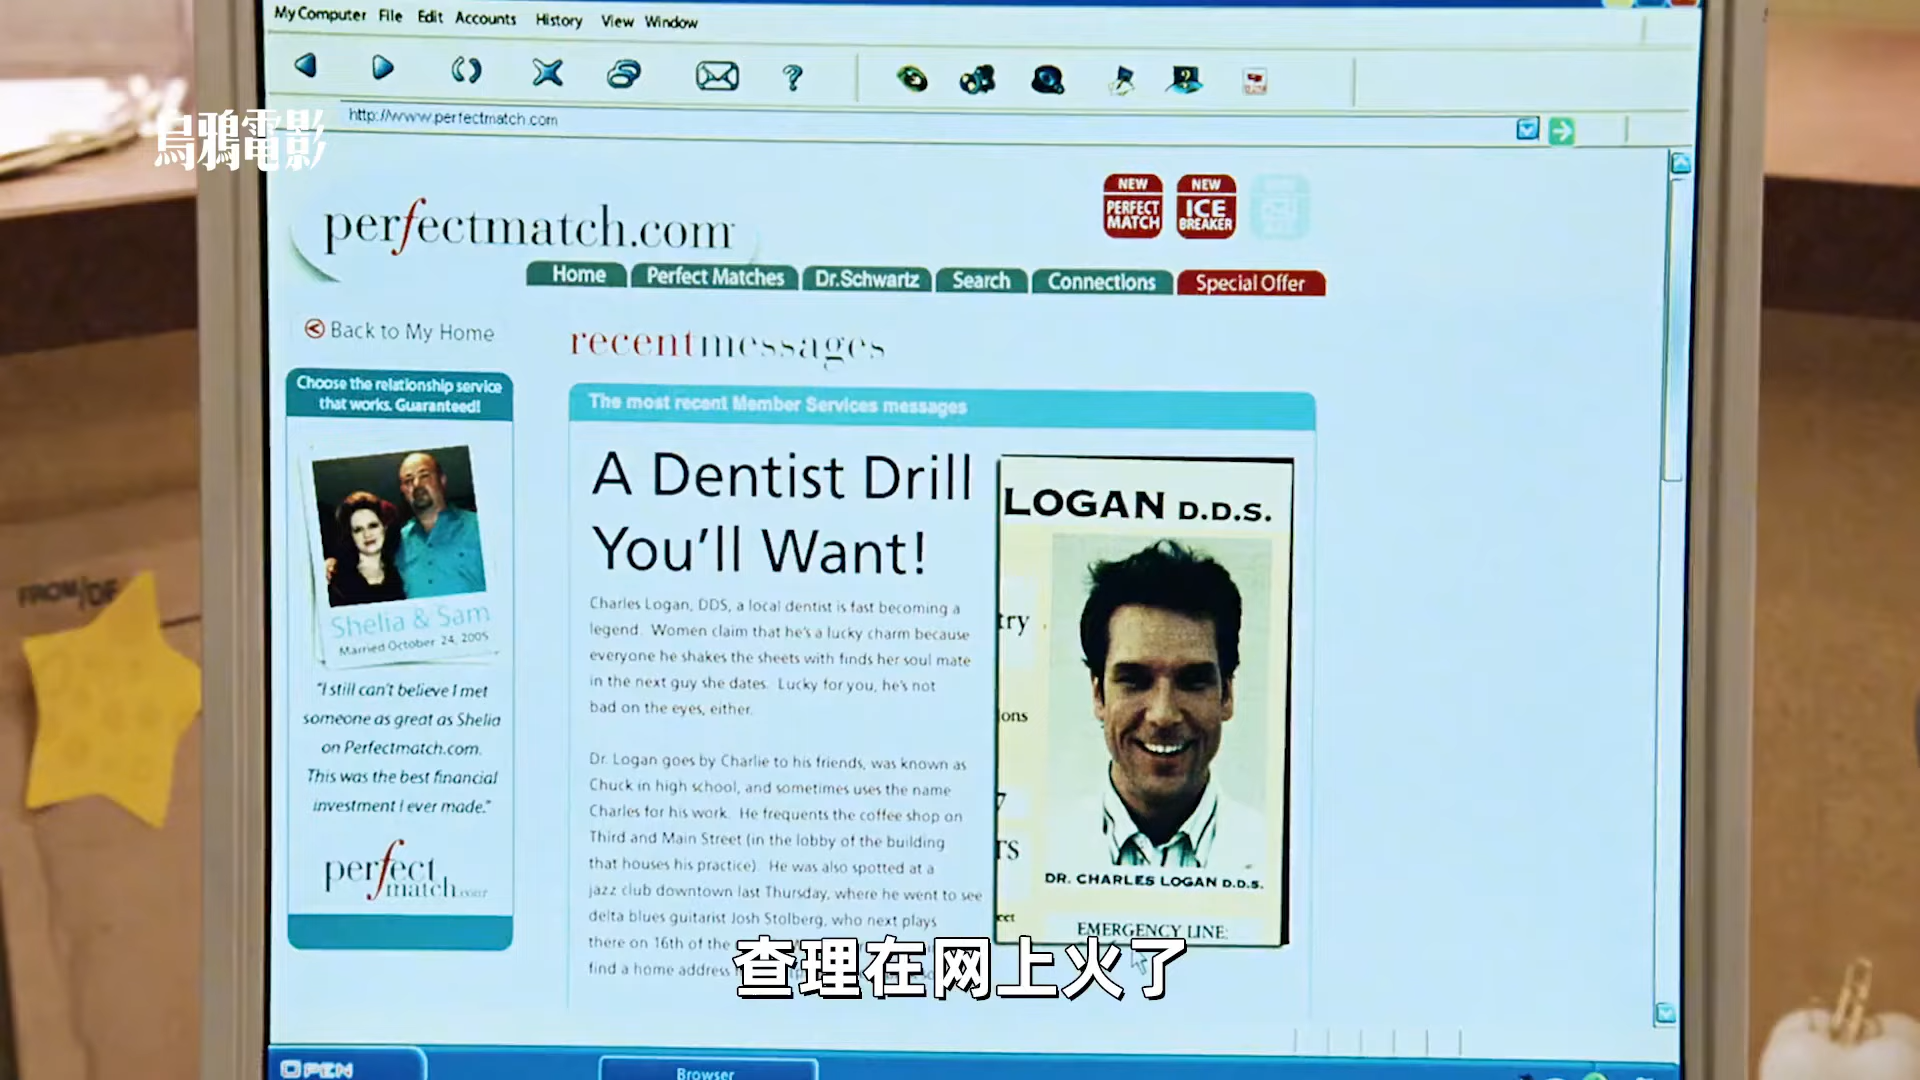 My Computer File Edit Accounts History View Window
http://www.perfectmatch.com
烏鴉電影
perfectmatch.com
NEW PERFECT MATCH
NEW ICE BREAKER
Home Perfect Matches Dr.Schwartz Search Connections Special Offer
Back to My Home
recentmessages
Choose the relationship service
that works. Guaranteed!
Shelia & Sam
Married October 24, 2005
"I still can't believe I met
someone as great as Shelia
on Perfectmatch.com.
This was the best financial
investment I ever made."
perfect
match.com
The most recent Member Services messages
A Dentist Drill
You'll Want!
Charles Logan, DDS, a local dentist is fast becoming a
legend. Women claim that he's a lucky charm because
everyone he shakes the sheets with finds her soul mate
in the next guy she dates. Lucky for you, he's not
bad on the eyes, either.
Dr. Logan goes by Charlie to his friends, was known as
Chuck in high school, and sometimes uses the name
Charles for his work. He frequents the coffee shop on
Third and Main Street (in the lobby of the building
that houses his practice). He was also spotted at a
jazz club downtown last Thursday, where he went to see
delta blues guitarist Josh Stolberg, who next plays
there on 16th of the
find a home address
LOGAN D.D.S.
try
ions
7
rs
eet
DR. CHARLES LOGAN D.D.S.
EMERGENCY LINE:
FROM/DE
查理在网上火了
OPEN
Browser